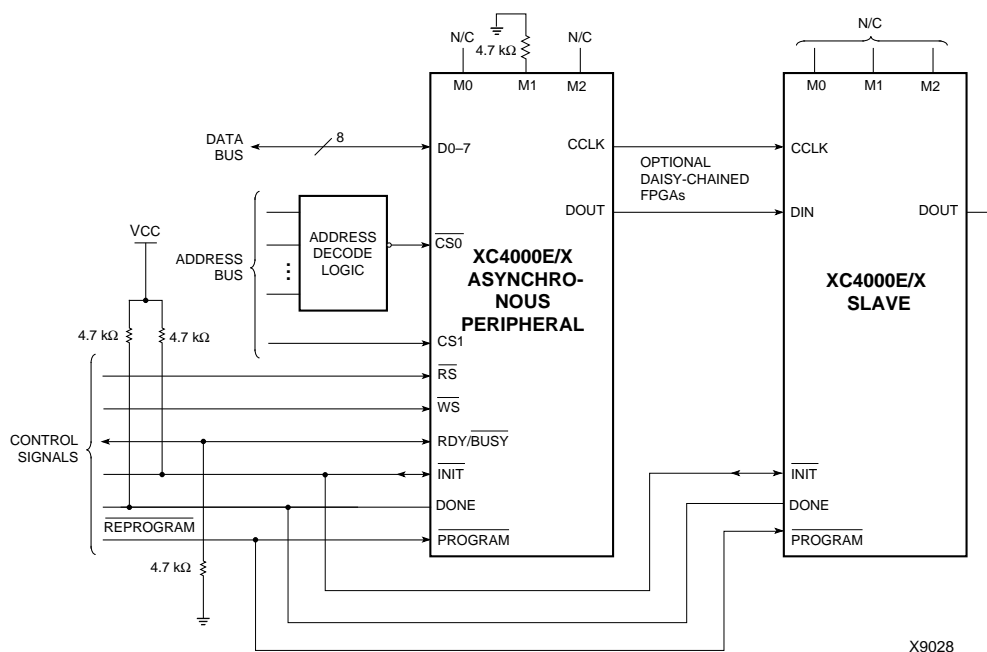 N/C
4.7 kΩ
N/C
N/C
M0
M1
M2
M0
M1
M2
DATA
BUS
8
D0–7
CCLK
CCLK
OPTIONAL
DAISY-CHAINED
FPGAs
DOUT
DIN
DOUT
ADDRESS
BUS
ADDRESS
DECODE
LOGIC
CS0
XC4000E/X
ASYNCHRO-
NOUS
PERIPHERAL
XC4000E/X
SLAVE
VCC
4.7 kΩ
4.7 kΩ
CS1
RS
WS
CONTROL
SIGNALS
RDY/BUSY
INIT
INIT
DONE
DONE
REPROGRAM
PROGRAM
PROGRAM
4.7 kΩ
X9028